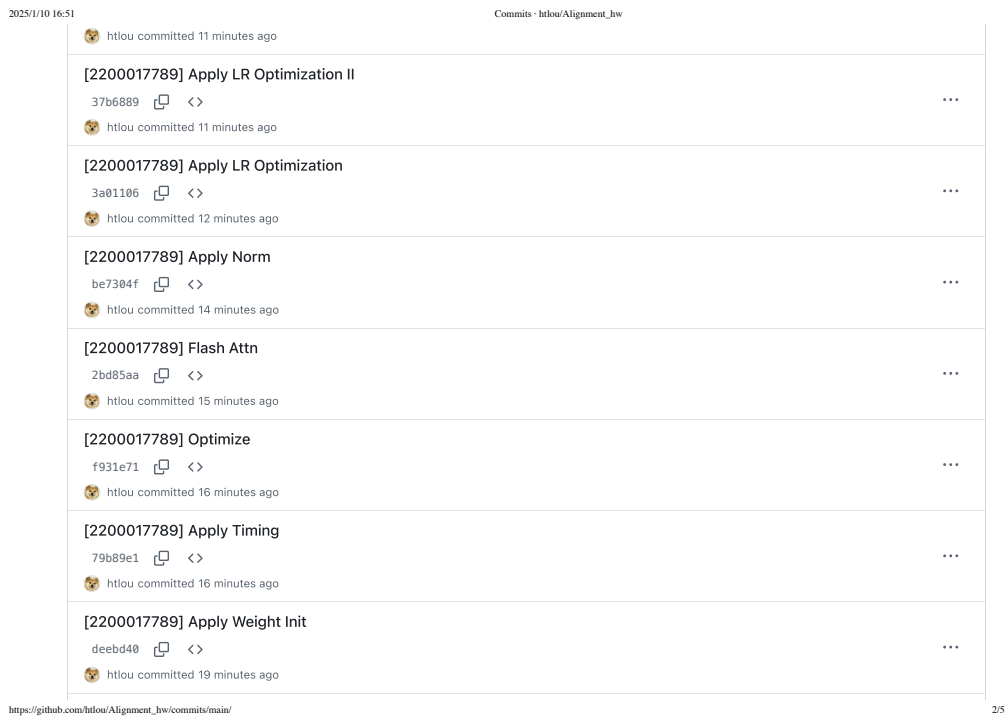 2025/1/10 16:51
Commits · htlou/Alignment_hw
htlou committed 11 minutes ago
[2200017789] Apply LR Optimization II
37b6889
htlou committed 11 minutes ago
[2200017789] Apply LR Optimization
3a01106
htlou committed 12 minutes ago
[2200017789] Apply Norm
be7304f
htlou committed 14 minutes ago
[2200017789] Flash Attn
2bd85aa
htlou committed 15 minutes ago
[2200017789] Optimize
f931e71
htlou committed 16 minutes ago
[2200017789] Apply Timing
79b89e1
htlou committed 16 minutes ago
[2200017789] Apply Weight Init
deebd40
htlou committed 19 minutes ago
https://github.com/htlou/Alignment_hw/commits/main/
2/5